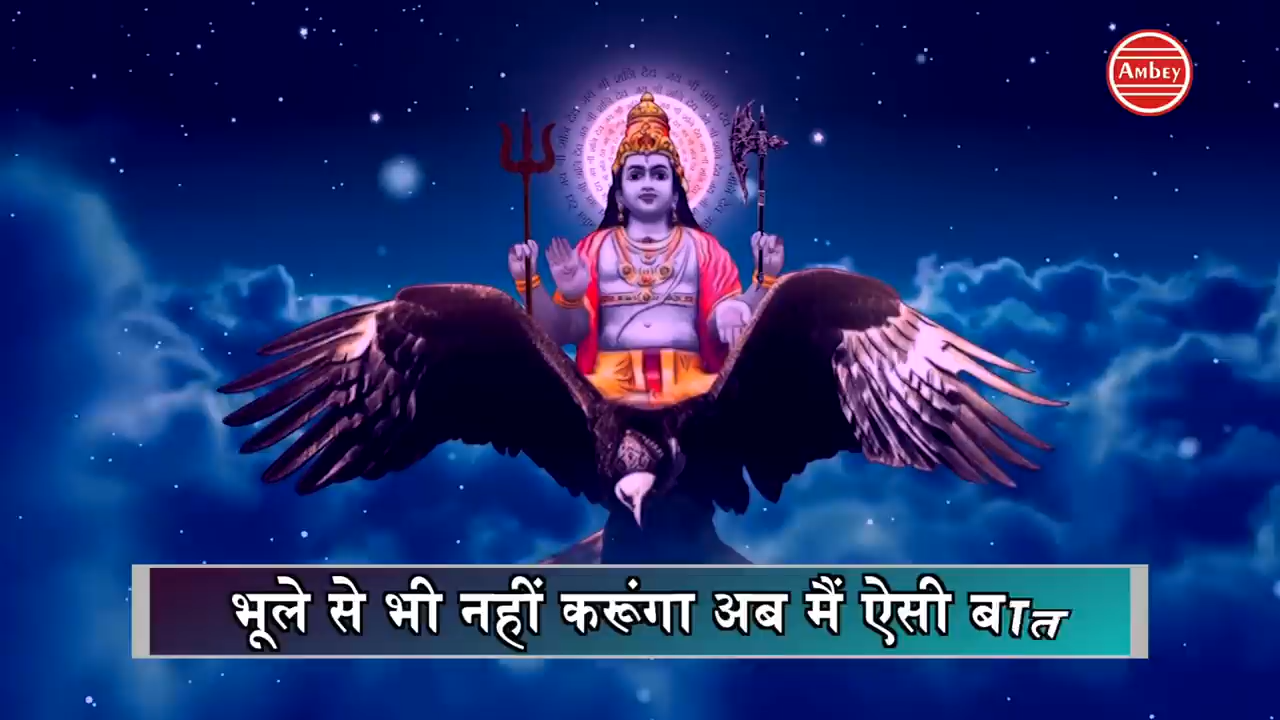 AMBEY
भूले से भी नहीं करूंगा अब मैं ऐसी बात